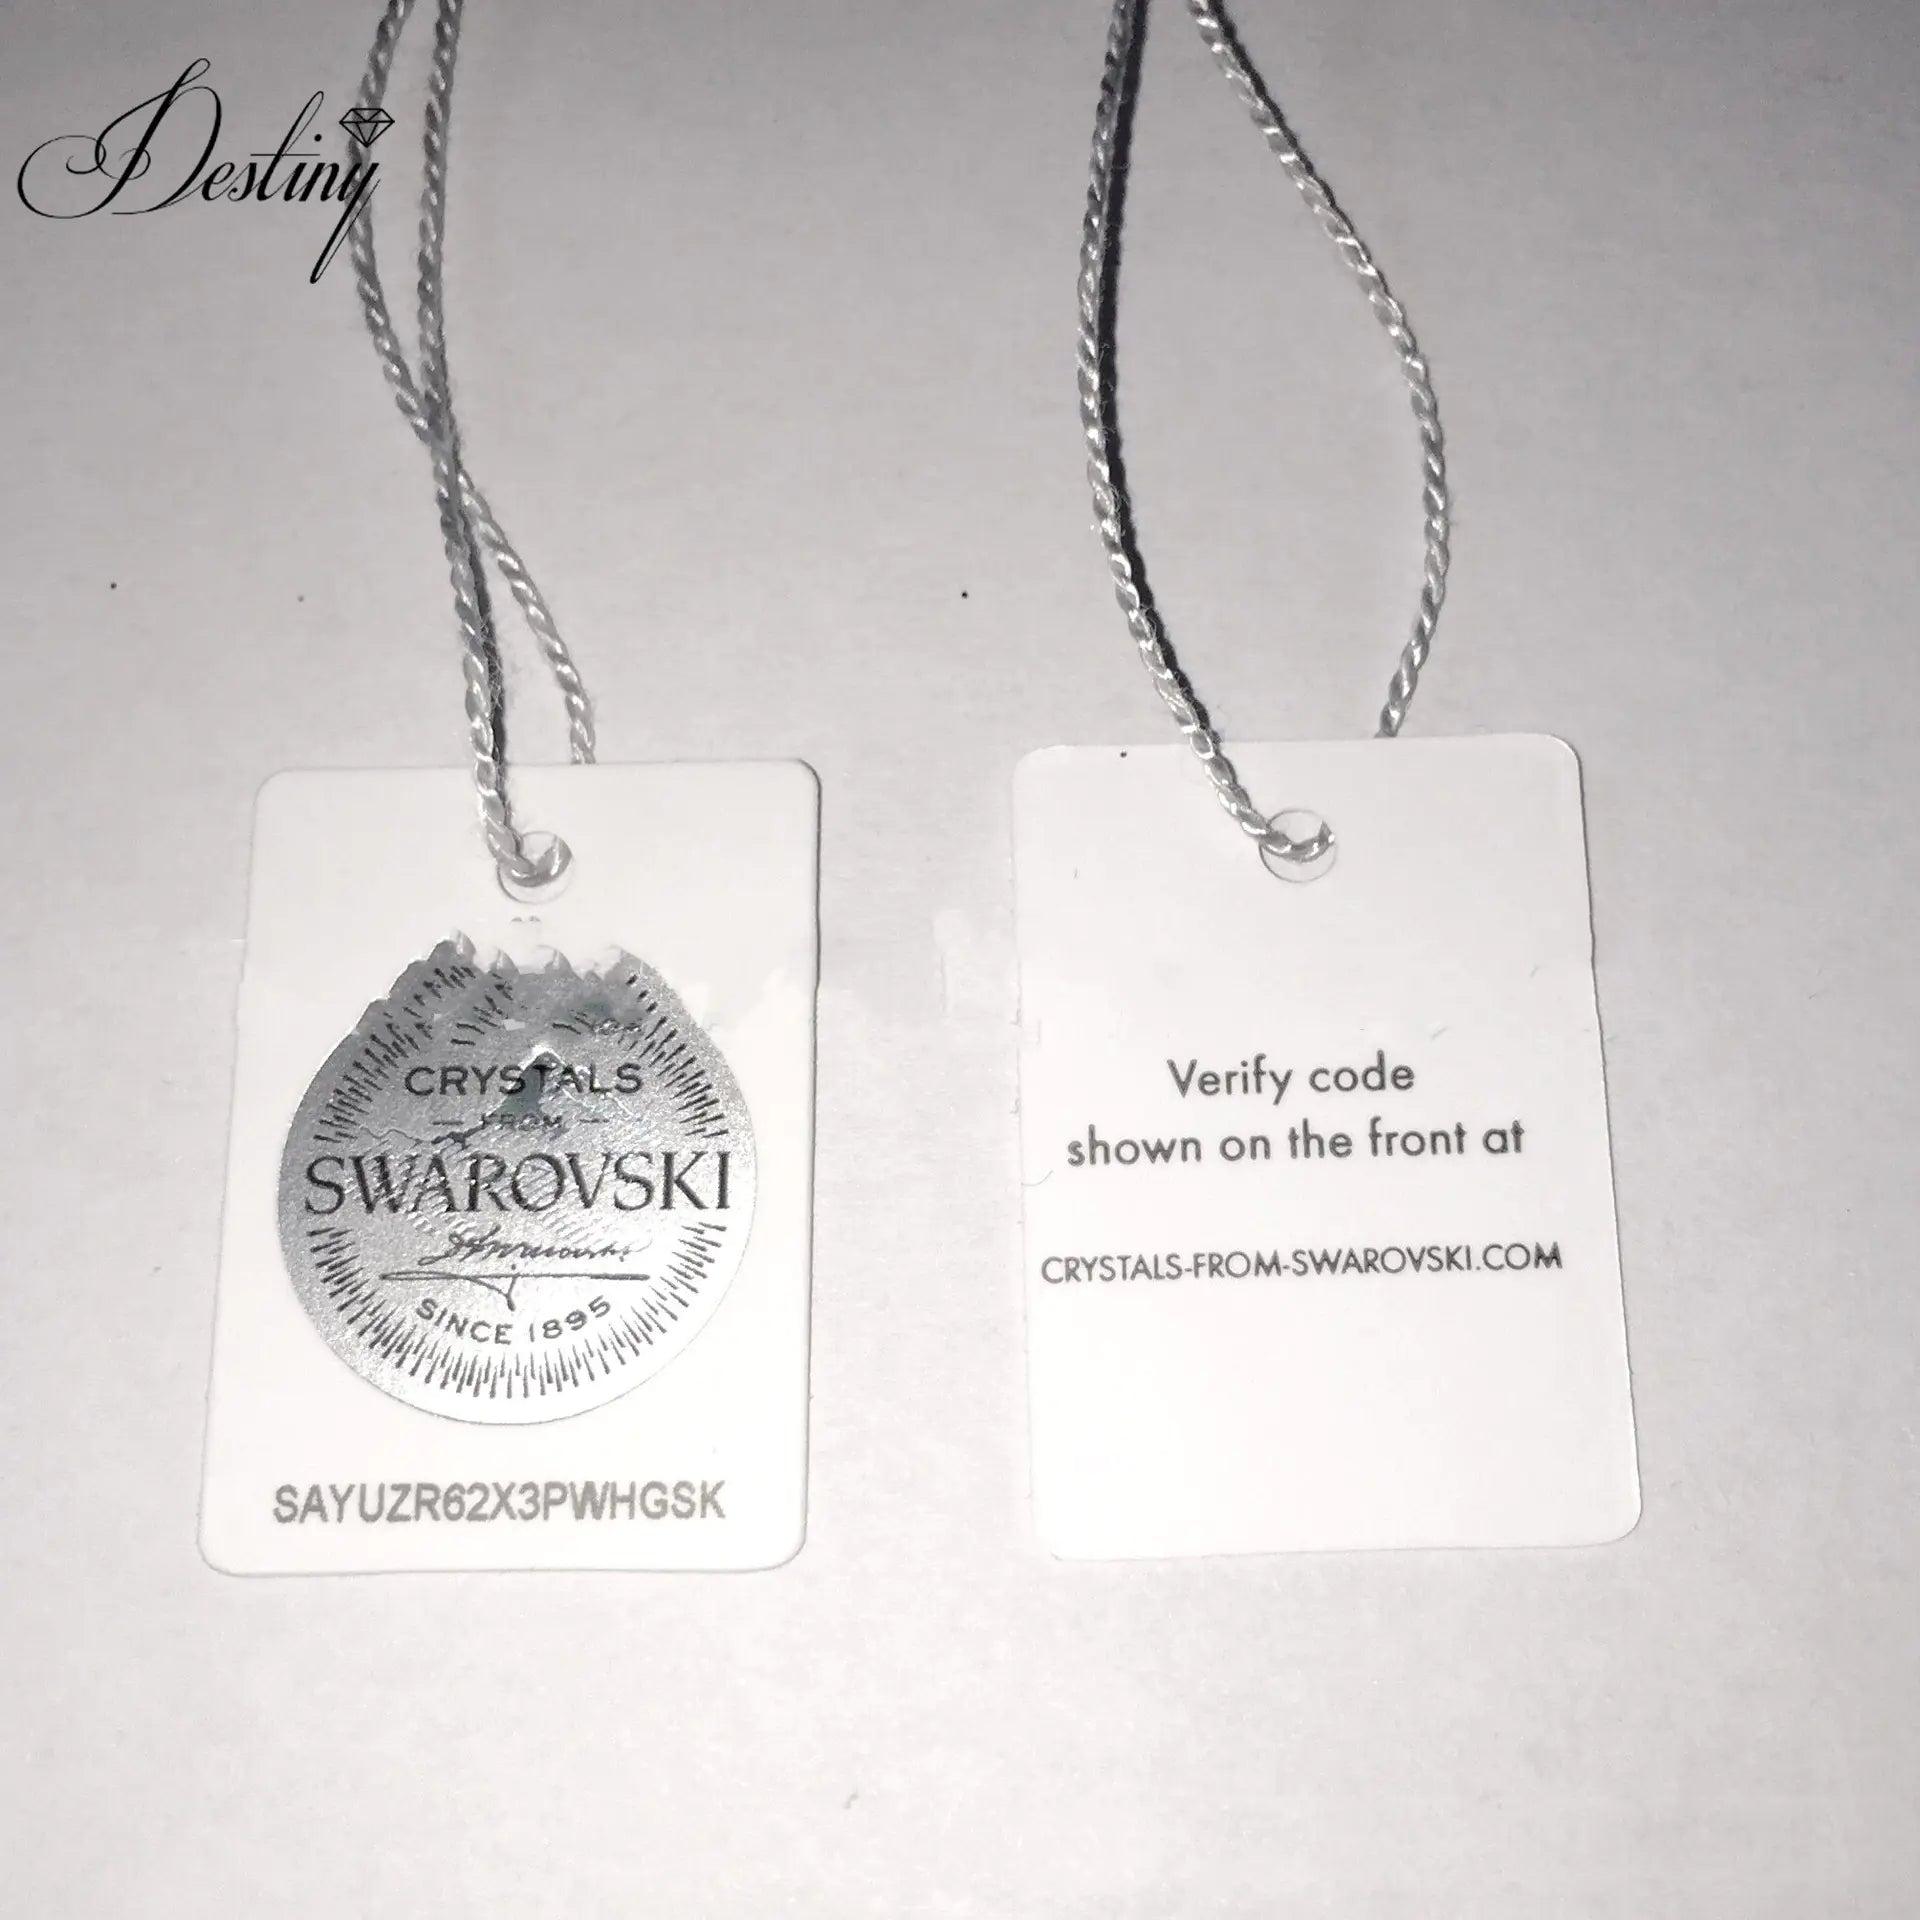 Destiny
CRYSTALS
— FROM —
SWAROVSKI
SINCE 1895
SAYUZR62X3PWHGSK
Verify code
shown on the front at
CRYSTALS-FROM-SWAROVSKI.COM